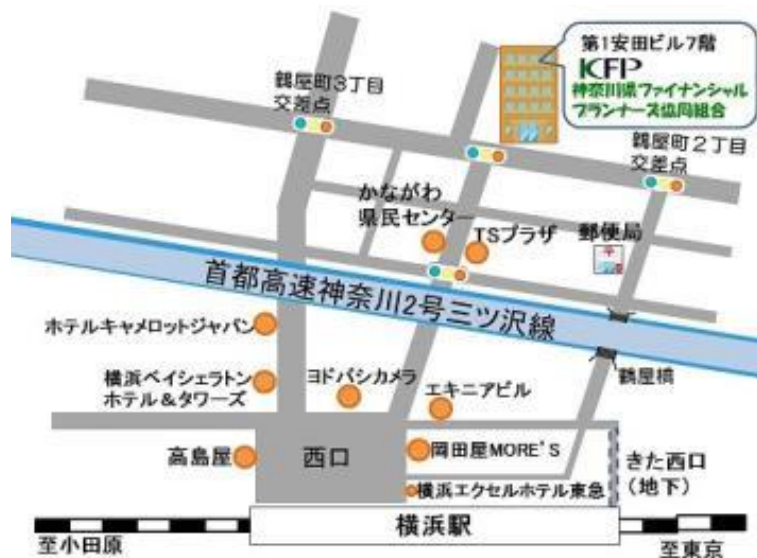 第1安田ビル7階
KFP
神奈川県ファイナンシャル
プランナーズ協同組合
鶴屋町3丁目
交差点
鶴屋町2丁目
交差点
かながわ
県民センター
TSプラザ
郵便局
〒
首都高速神奈川2号三ツ沢線
ホテルキャメロットジャパン
横浜ベイシェラトン
ホテル&タワーズ
ヨドバシカメラ
エキニアビル
鶴屋橋
高島屋
西口
岡田屋MORE'S
きた西口
(地下)
横浜エクセルホテル東急
横浜駅
至小田原
至東京